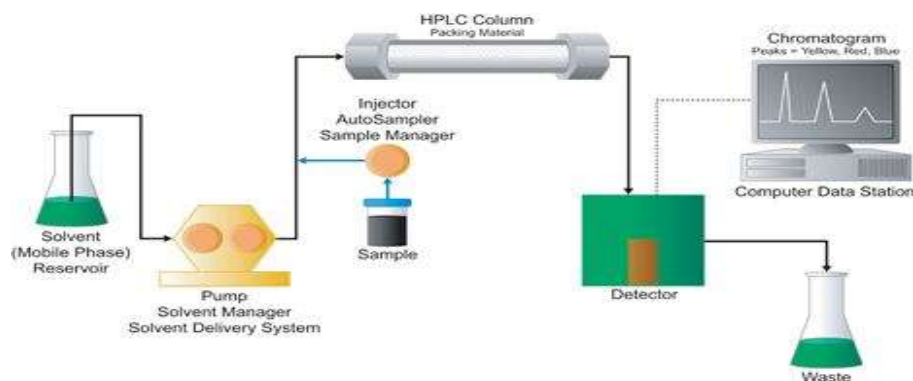 HPLC Column
Packing Material
Chromatogram
Peaks = Yellow, Red, Blue
Injector
AutoSampler
Sample Manager
Computer Data Station
Solvent
(Mobile Phase)
Reservoir
Sample
Pump
Solvent Manager
Solvent Delivery System
Detector
Waste